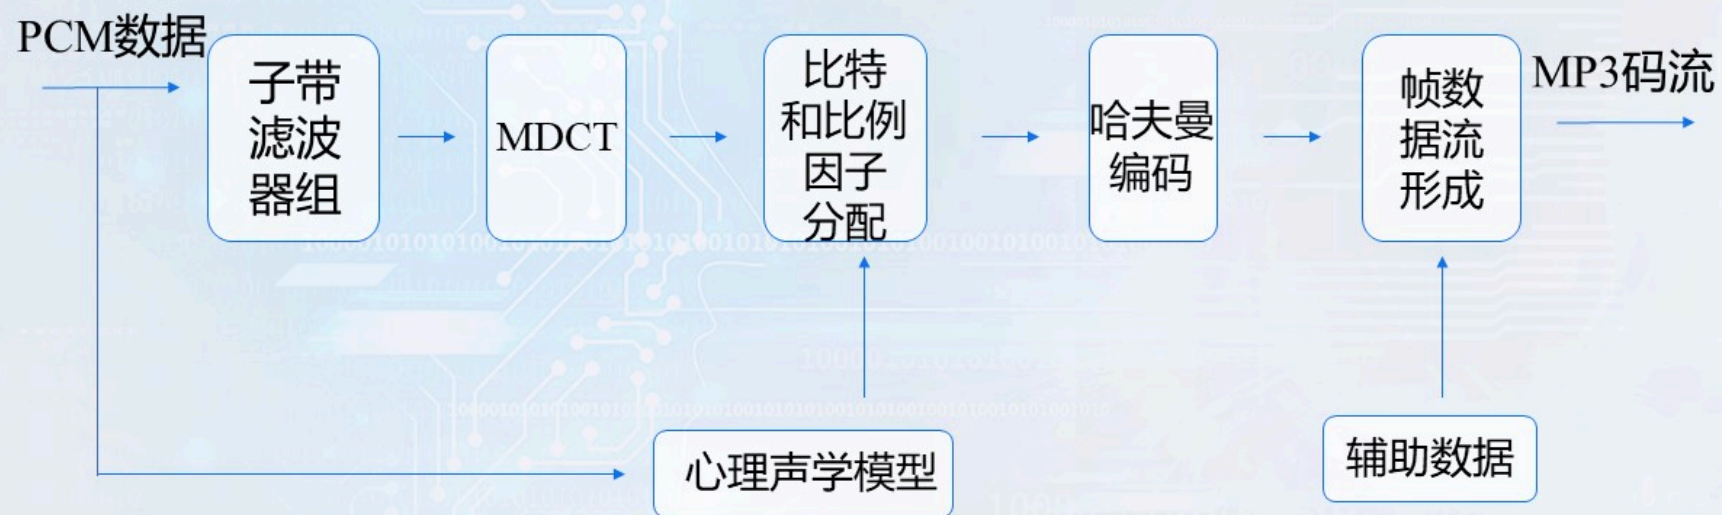 PCM数据
子带
滤波
器组
MDCT
比特
和比例
因子
分配
哈夫曼
编码
帧数
据流
形成
MP3码流
心理声学模型
辅助数据